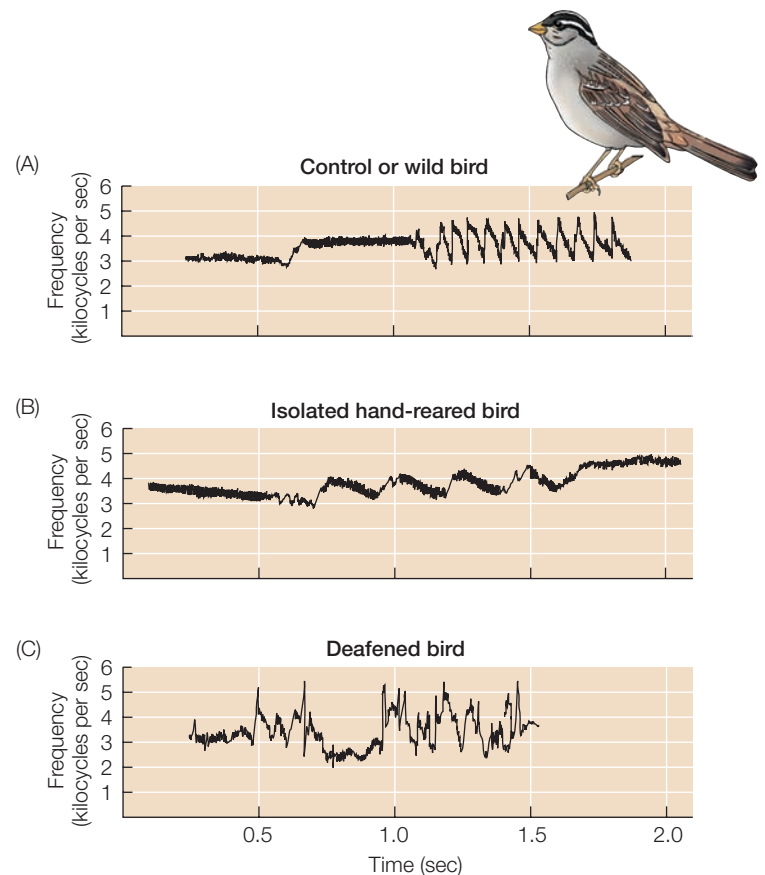 (A)
Control or wild bird
Frequency
(kilocycles per sec)
6
5
4
3
2
1
(B)
Isolated hand-reared bird
Frequency
(kilocycles per sec)
6
5
4
3
2
1
(C)
Deafened bird
Frequency
(kilocycles per sec)
6
5
4
3
2
1
0.5 1.0 1.5 2.0
Time (sec)